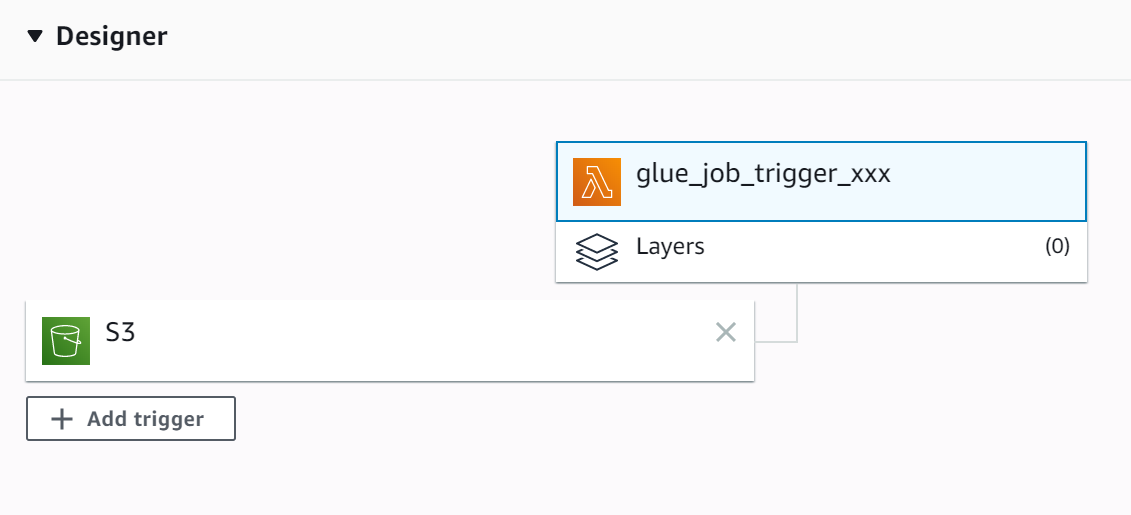 Designer
glue_job_trigger_xxx
Layers (0)
S3
Add trigger